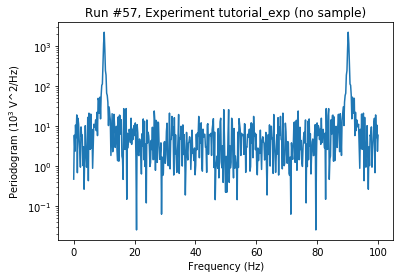 Run #57, Experiment tutorial_exp (no sample)
Periodogram (10³ V^2/Hz)
10³
10²
10¹
10⁰
10⁻¹
0 20 40 60 80 100
Frequency (Hz)